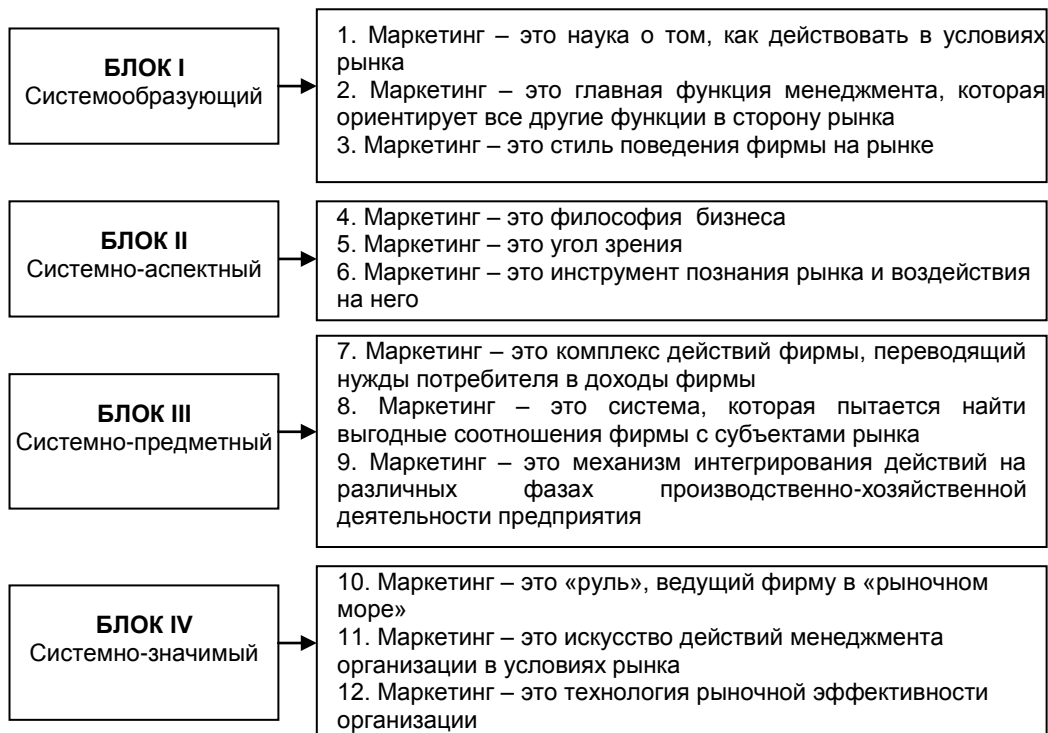 БЛОК I
Системообразующий
1. Маркетинг – это наука о том, как действовать в условиях
рынка
2. Маркетинг – это главная функция менеджмента, которая
ориентирует все другие функции в сторону рынка
3. Маркетинг – это стиль поведения фирмы на рынке
БЛОК II
Системно-аспектный
4. Маркетинг – это философия бизнеса
5. Маркетинг – это угол зрения
6. Маркетинг – это инструмент познания рынка и воздействия
на него
БЛОК III
Системно-предметный
7. Маркетинг – это комплекс действий фирмы, переводящий
нужды потребителя в доходы фирмы
8. Маркетинг – это система, которая пытается найти
выгодные соотношения фирмы с субъектами рынка
9. Маркетинг – это механизм интегрирования действий на
различных фазах производственно-хозяйственной
деятельности предприятия
БЛОК IV
Системно-значимый
10. Маркетинг – это «руль», ведущий фирму в «рыночном
море»
11. Маркетинг – это искусство действий менеджмента
организации в условиях рынка
12. Маркетинг – это технология рыночной эффективности
организации